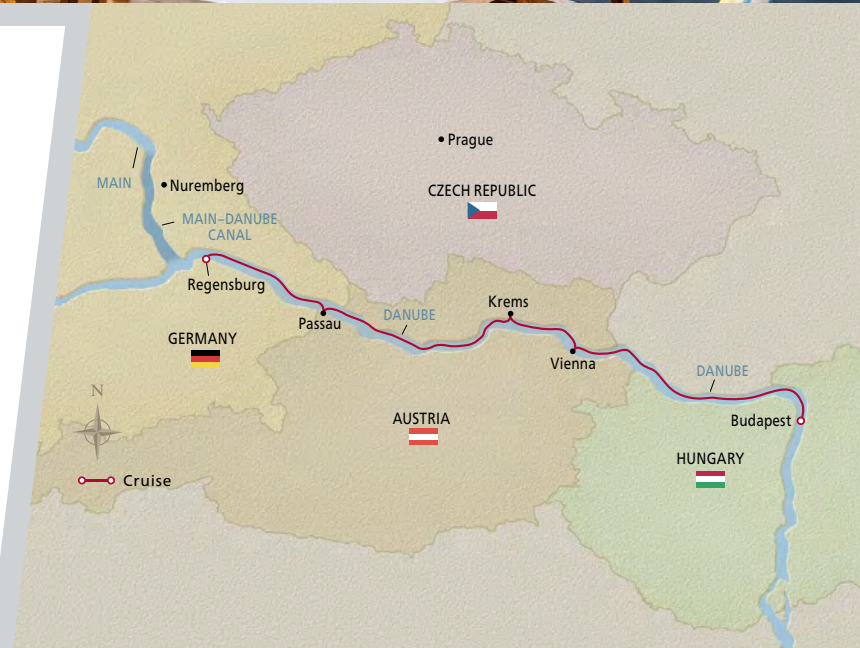 Prague
MAIN
Nuremberg
CZECH REPUBLIC
MAIN–DANUBE
CANAL
Regensburg
Krems
Passau
DANUBE
GERMANY
Vienna
DANUBE
N
AUSTRIA
Budapest
HUNGARY
Cruise